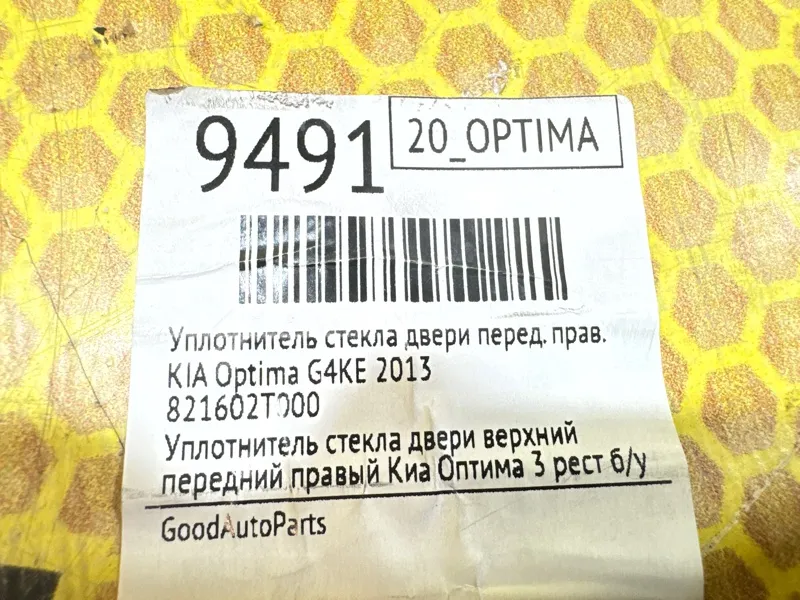 9491
20_OPTIMA
Уплотнитель стекла двери перед. прав.
KIA Optima G4KE 2013
821602T000
Уплотнитель стекла двери верхний
передний правый Киа Оптима 3 рест б/у
GoodAutoParts